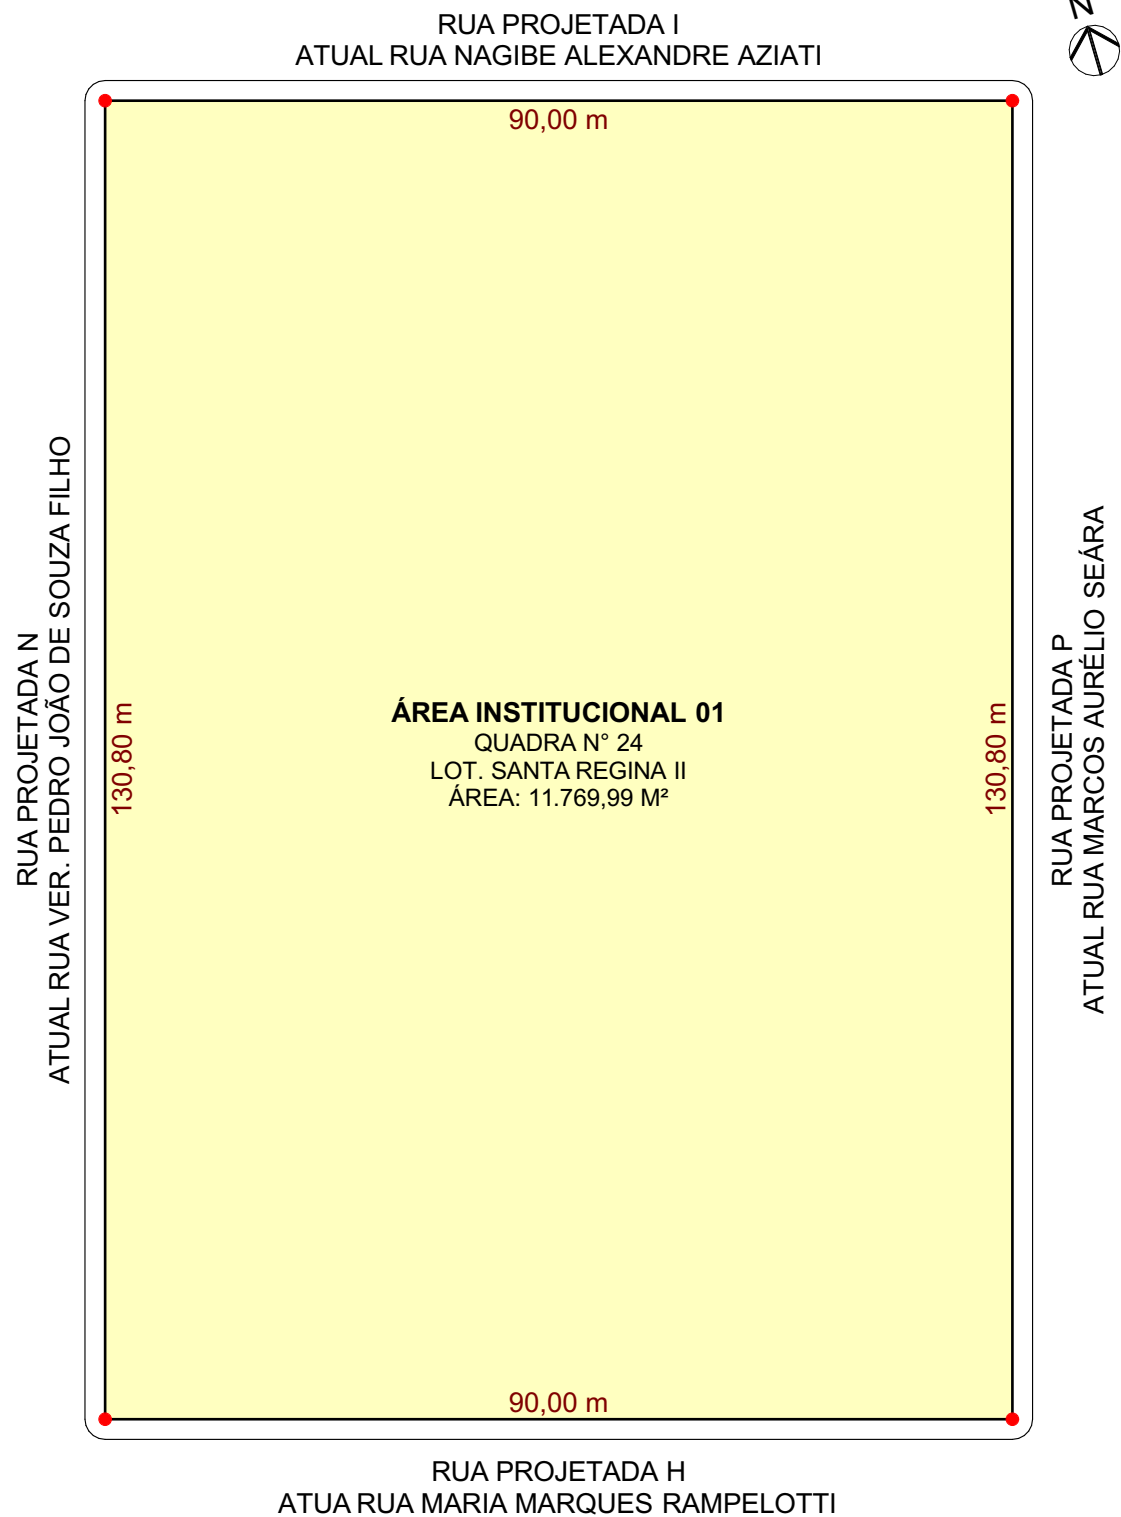 RUA PROJETADA I
ATUAL RUA NAGIBE ALEXANDRE AZIATI
N
90,00 m
RUA PROJETADA N
ATUAL RUA VER. PEDRO JOÃO DE SOUZA FILHO
130,80 m
ÁREA INSTITUCIONAL 01
QUADRA N° 24
LOT. SANTA REGINA II
ÁREA: 11.769,99 M²
130,80 m
RUA PROJETADA P
ATUAL RUA MARCOS AURÉLIO SEÁRA
90,00 m
RUA PROJETADA H
ATUA RUA MARIA MARQUES RAMPELOTTI